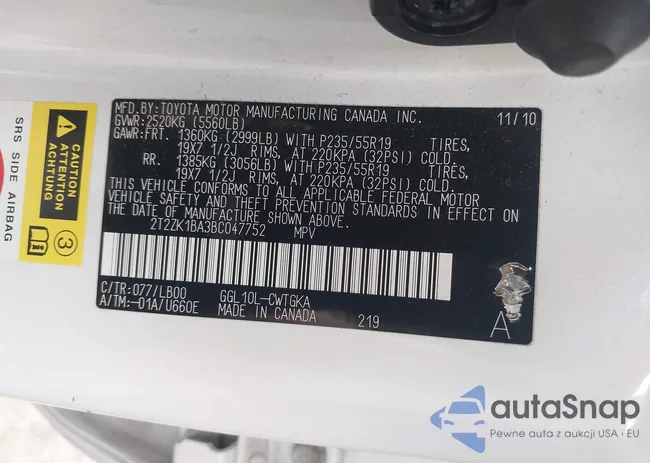 MFD.BY:TOYOTA MOTOR MANUFACTURING CANADA INC. 11/10
GVWR:2520KG (5560LB)
GAWR:FRT. 1360KG (2999LB) WITH P235/55R19 TIRES,
19X7 1/2J RIMS, AT 220KPA (32PSI) COLD.
RR. 1385KG (3056LB) WITH P235/55R19 TIRES,
19X7 1/2J RIMS, AT 220KPA (32PSI) COLD.
THIS VEHICLE CONFORMS TO ALL APPLICABLE FEDERAL MOTOR
VEHICLE SAFETY AND THEFT PREVENTION STANDARDS IN EFFECT ON
THE DATE OF MANUFACTURE SHOWN ABOVE.
2T2ZK1BA3BC047752 MPV
C/TR:077/LB00 GGL10L-CWTGKA
A/TM:-01A/U660E MADE IN CANADA 219
A
SRS SIDE AIRBAG
CAUTION
ATTENTION
3
autaSnap
Pewne auta z aukcji USA i EU